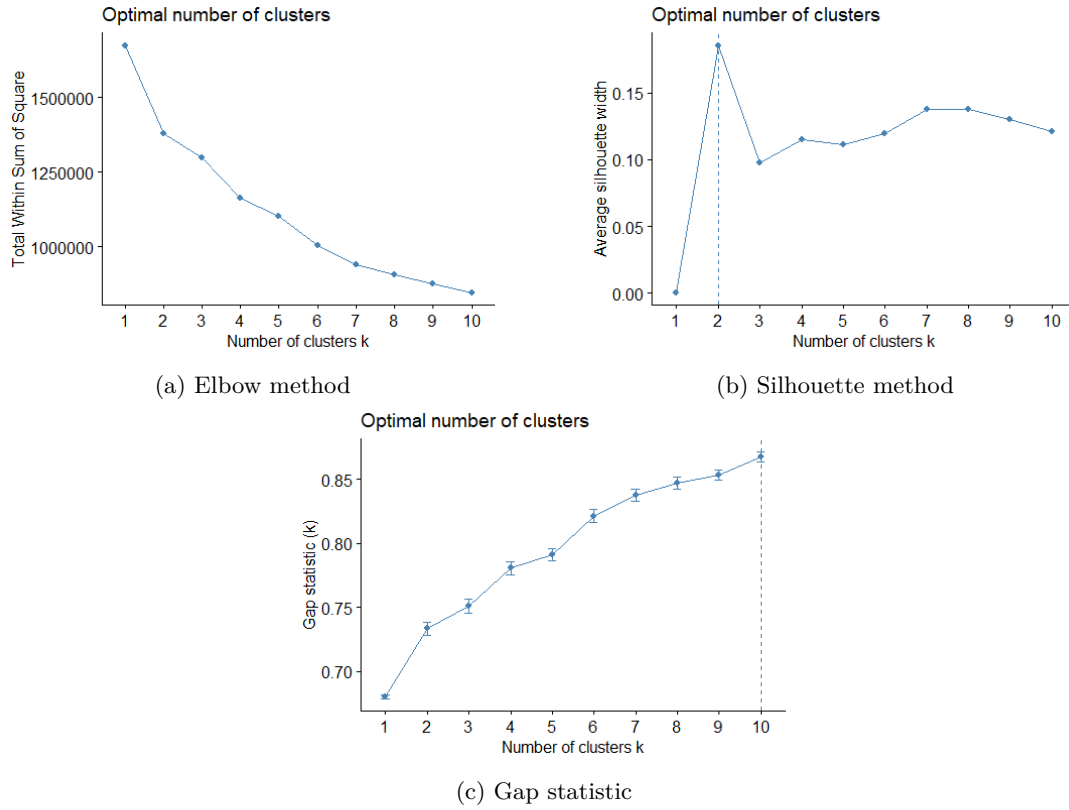 Optimal number of clusters
Total Within Sum of Square
1500000
1250000
1000000
1 2 3 4 5 6 7 8 9 10
Number of clusters k
(a) Elbow method
Optimal number of clusters
Average silhouette width
0.15
0.10
0.05
0.00
1 2 3 4 5 6 7 8 9 10
Number of clusters k
(b) Silhouette method
Optimal number of clusters
Gap statistic (k)
0.85
0.80
0.75
0.70
1 2 3 4 5 6 7 8 9 10
Number of clusters k
(c) Gap statistic